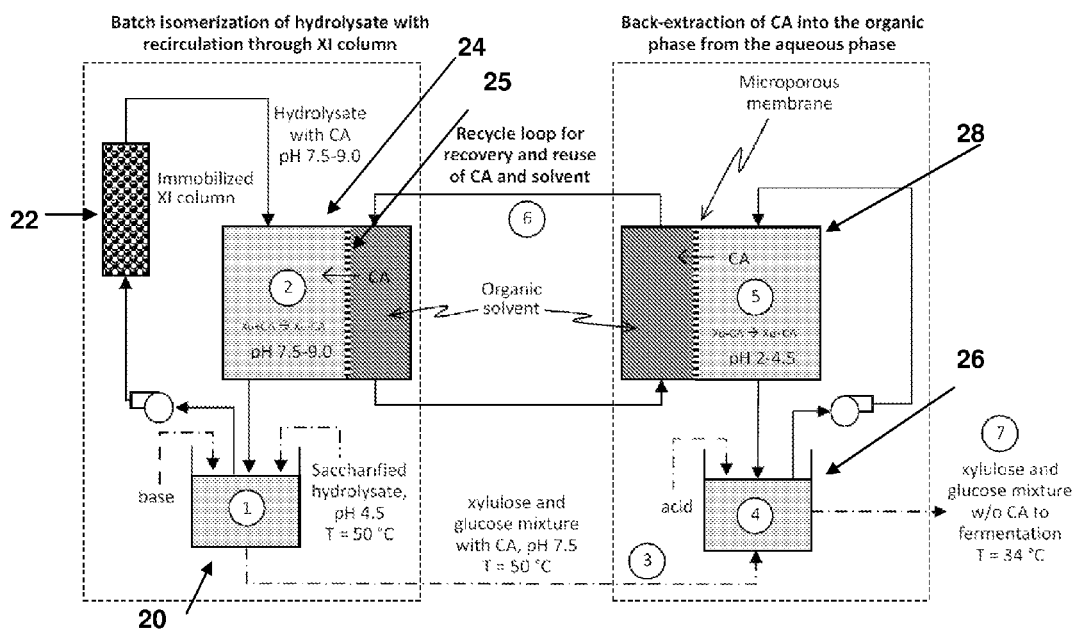 Batch isomerization of hydrolysate with
recirculation through XI column
Back-extraction of CA into the organic
phase from the aqueous phase
24
25
28
22
26
20
Hydrolysate
with CA
pH 7.5-9.0
Immobilized
XI column
Recycle loop for
recovery and reuse
of CA and solvent
6
Microporous
membrane
2
CA
pH 7.5-9.0
Organic
solvent
CA
5
pH 2-4.5
base
1
Saccharified
hydrolysate,
pH 4.5
T = 50 °C
xylulose and
glucose mixture
with CA, pH 7.5
T = 50 °C
3
acid
4
7
xylulose and
glucose mixture
w/o CA to
fermentation
T = 34 °C